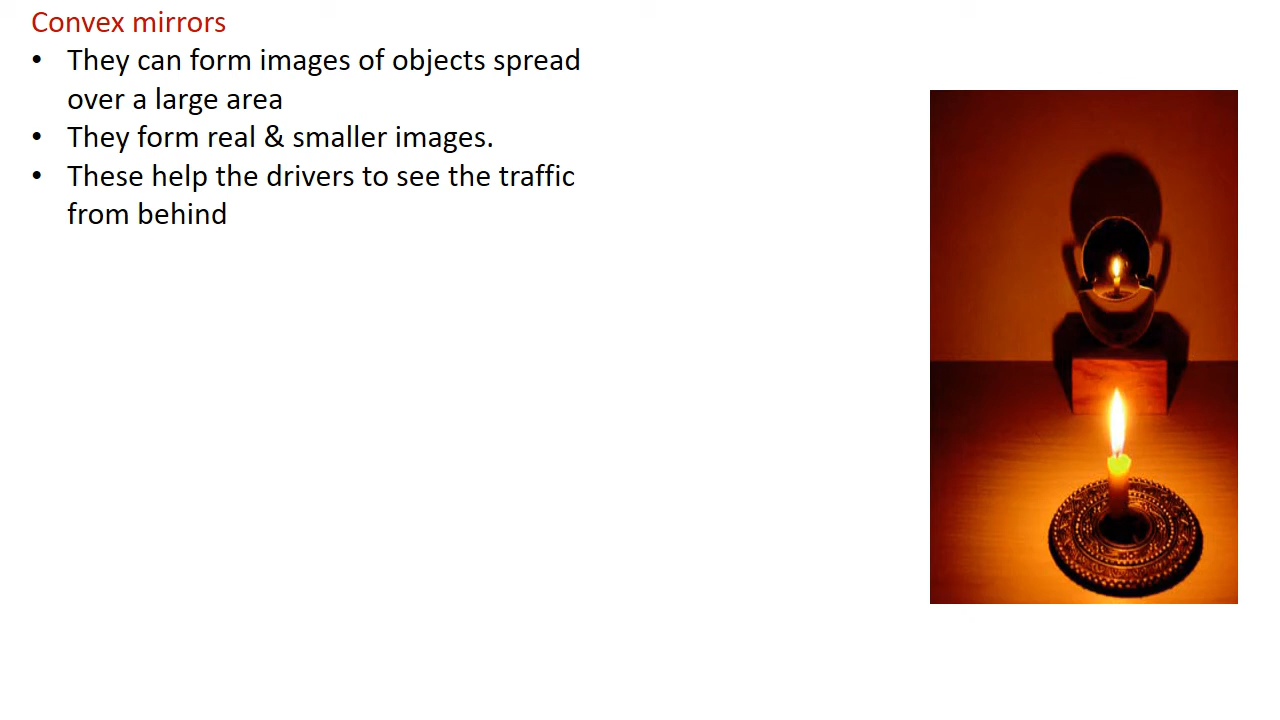 Convex mirrors
• They can form images of objects spread
over a large area
• They form real & smaller images.
• These help the drivers to see the traffic
from behind